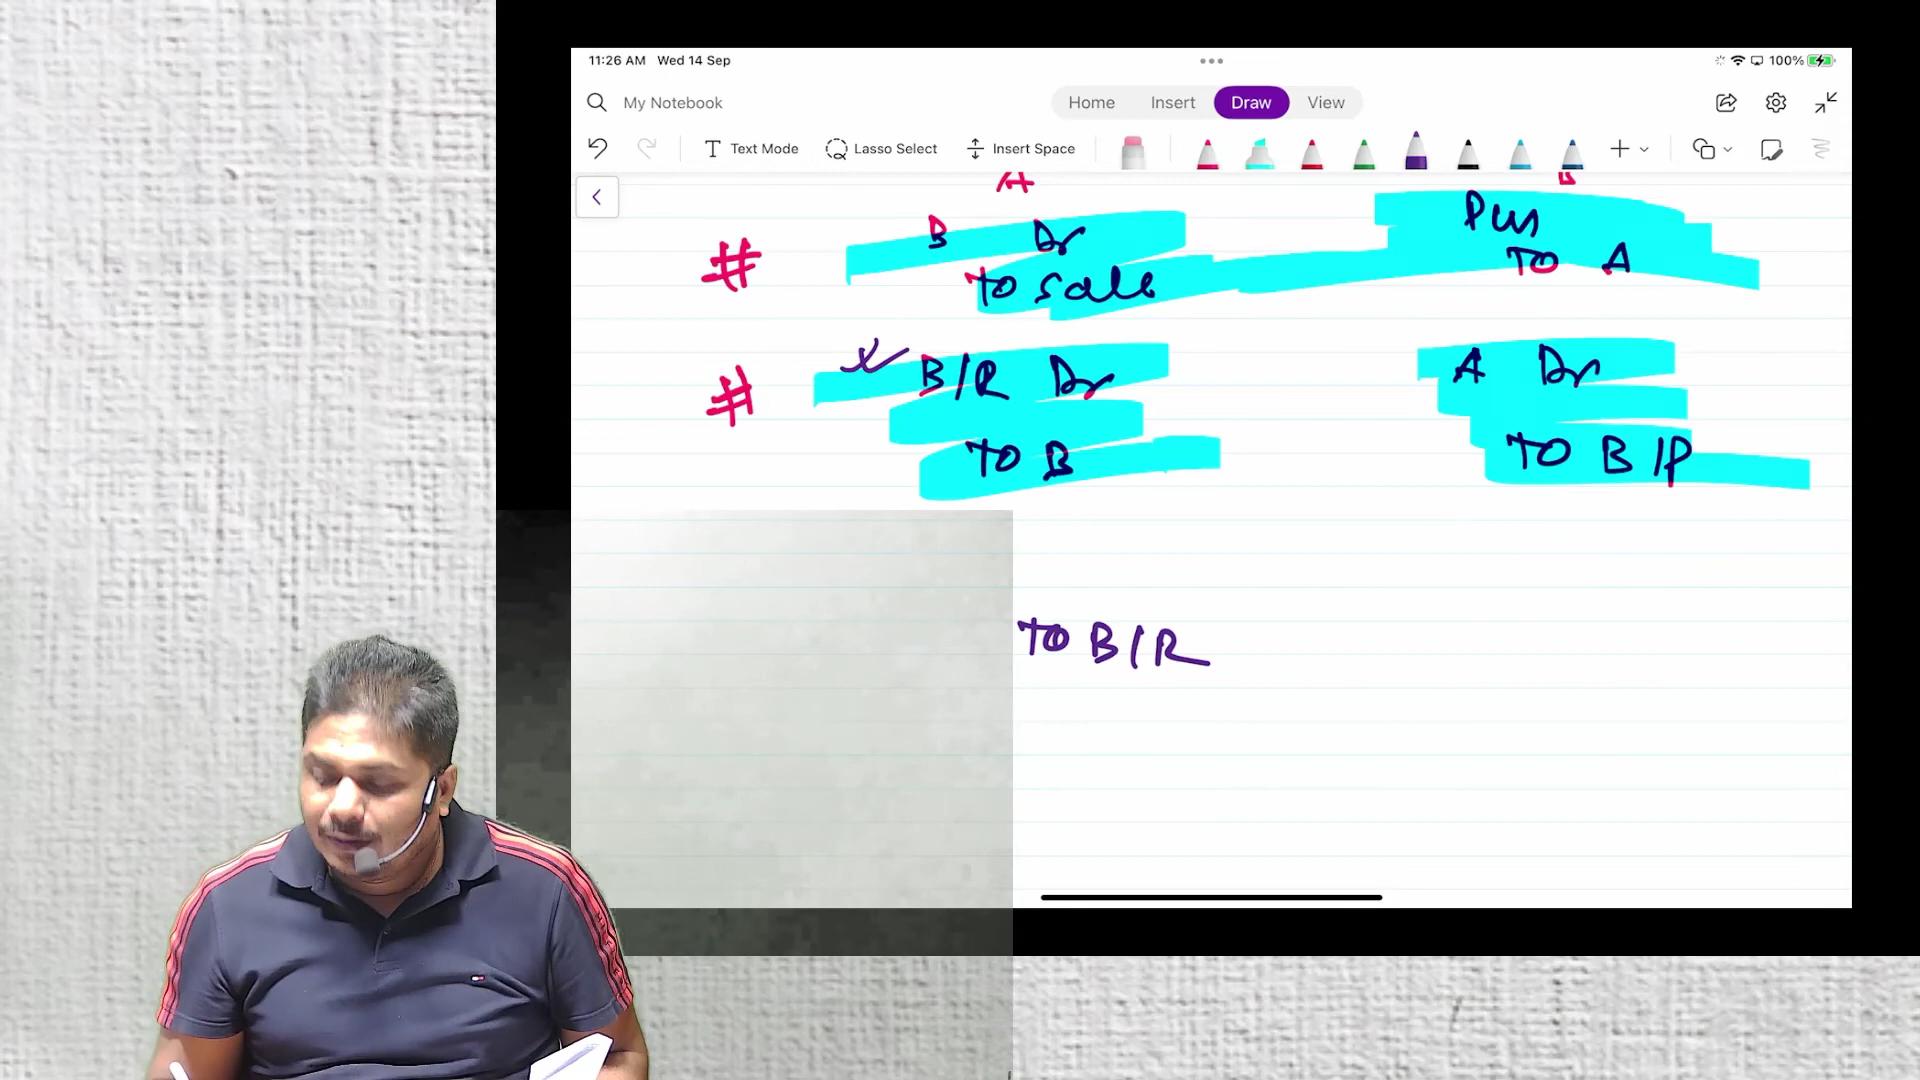 11:26 AM Wed 14 Sep
100%
My Notebook
Home Insert Draw View
Text Mode Lasso Select Insert Space
A B
# B Dr Pur
To Sale To A
# B/R Dr A Dr
To B To B/P
To B/R